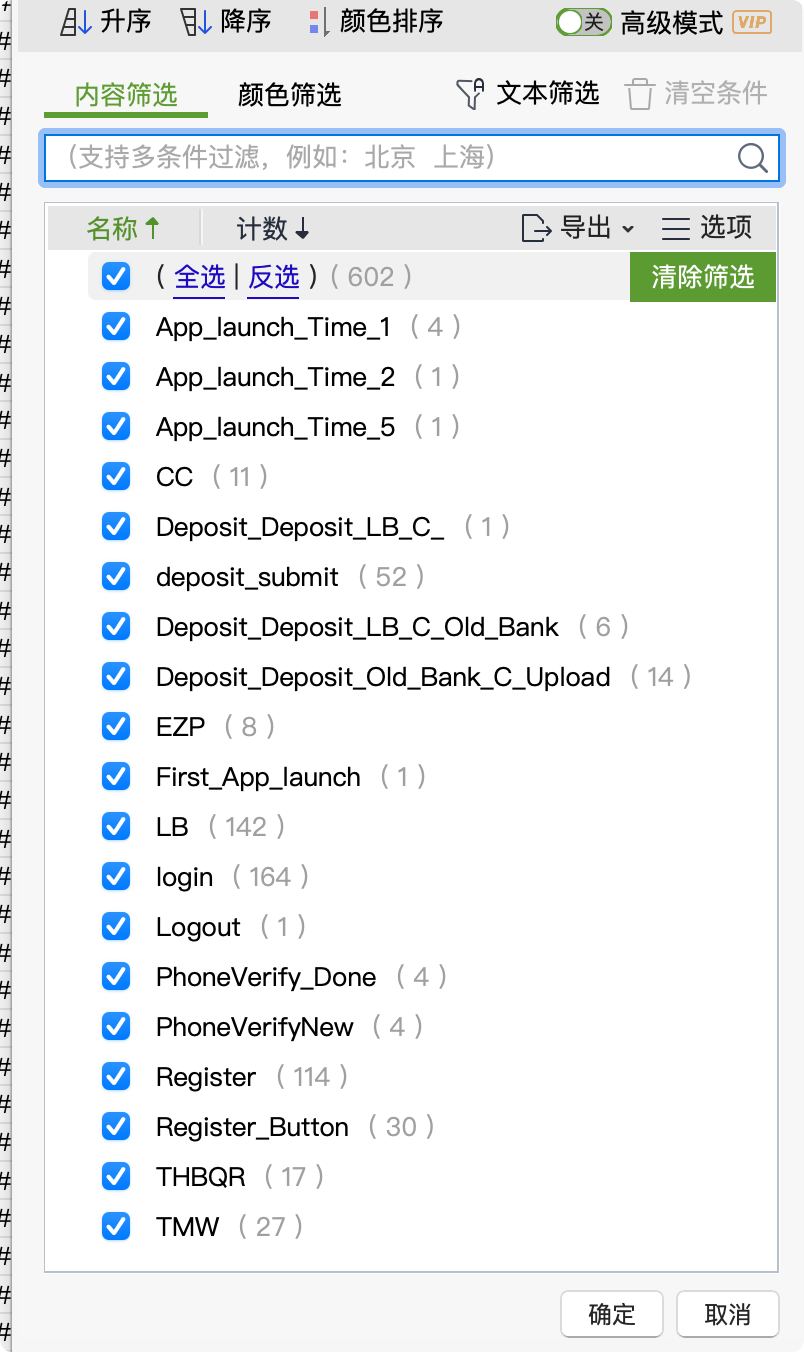 升序 降序 颜色排序 关 高级模式 VIP
内容筛选 颜色筛选 文本筛选 清空条件
（支持多条件过滤，例如：北京 上海）
名称↑ 计数↓ 导出 选项
（全选|反选）（602） 清除筛选
App_launch_Time_1 （4）
App_launch_Time_2 （1）
App_launch_Time_5 （1）
CC （11）
Deposit_Deposit_LB_C_ （1）
deposit_submit （52）
Deposit_Deposit_LB_C_Old_Bank （6）
Deposit_Deposit_Old_Bank_C_Upload （14）
EZP （8）
First_App_launch （1）
LB （142）
login （164）
Logout （1）
PhoneVerify_Done （4）
PhoneVerifyNew （4）
Register （114）
Register_Button （30）
THBQR （17）
TMW （27）
确定 取消